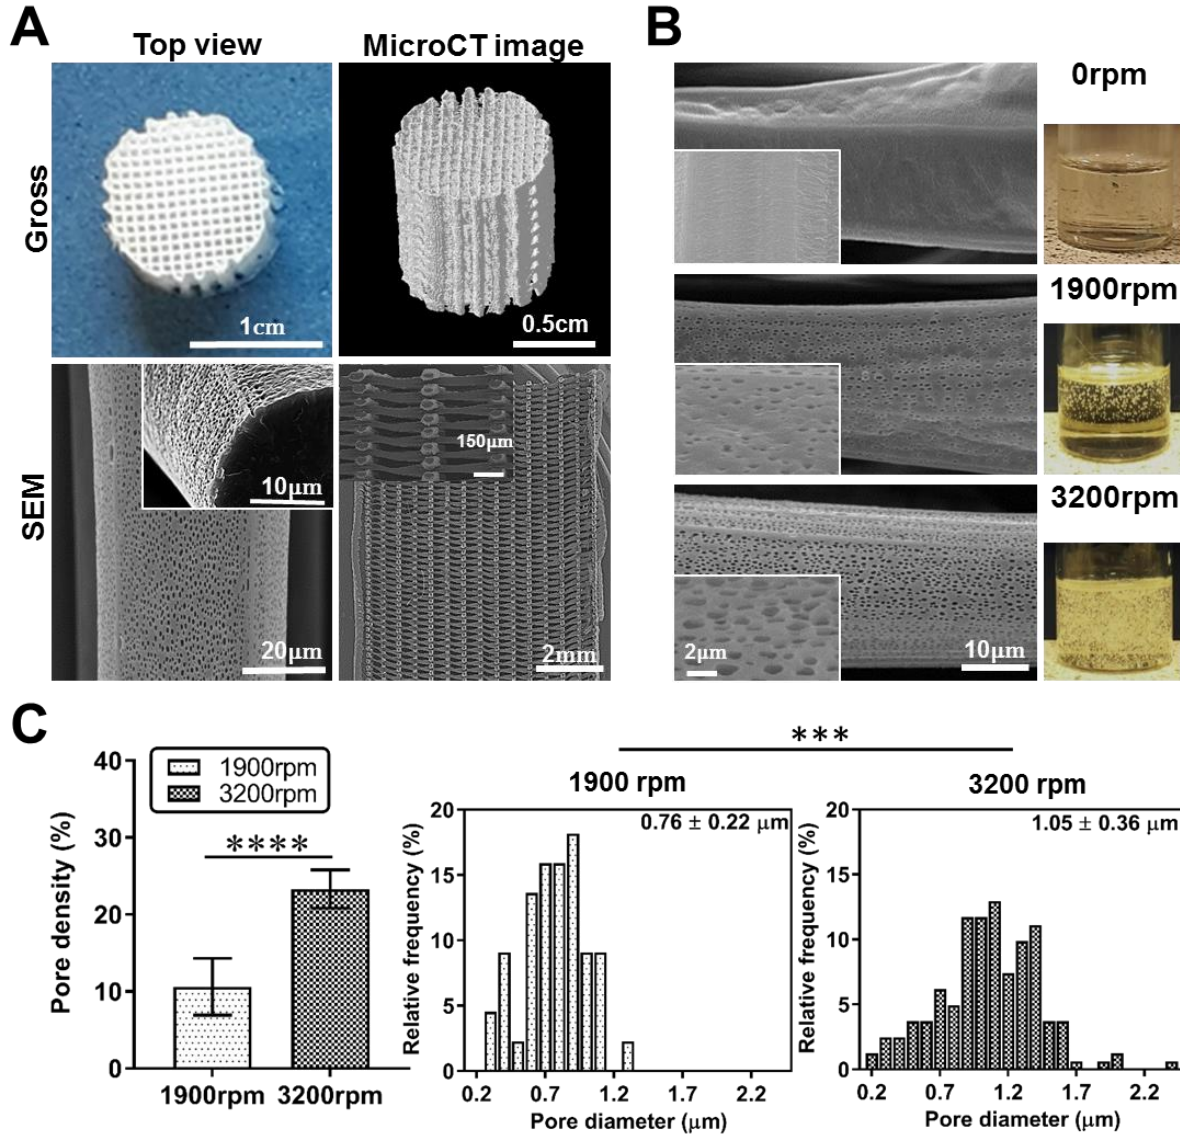 A
Top view
MicroCT image
Gross
1cm
0.5cm
SEM
10μm
20μm
150μm
2mm
B
0rpm
1900rpm
3200rpm
2μm
10μm
C
Pore density (%)
40
30
20
10
0
1900rpm
3200rpm
****
1900rpm 3200rpm
***
1900 rpm
0.76 ± 0.22 μm
Relative frequency (%)
20
15
10
5
0
0.2 0.7 1.2 1.7 2.2
Pore diameter (μm)
3200 rpm
1.05 ± 0.36 μm
Relative frequency (%)
20
15
10
5
0
0.2 0.7 1.2 1.7 2.2
Pore diameter (μm)